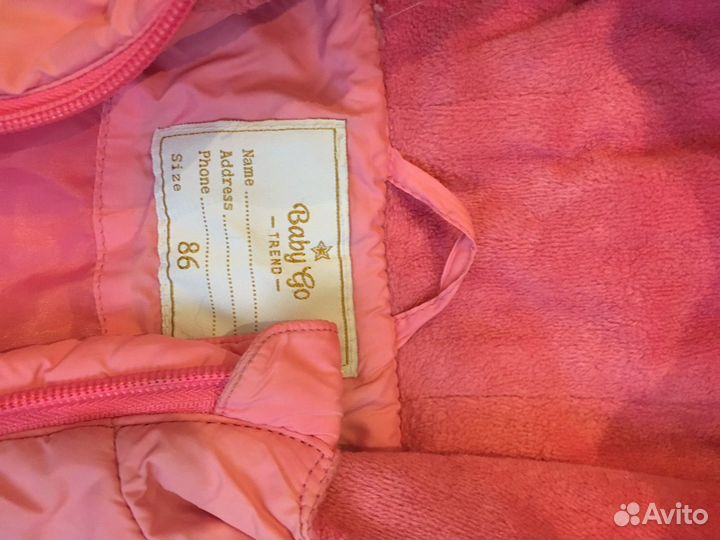 Baby Go
— TREND —
Name ....................
Address ..................
Phone ....................
Size 86
Avito